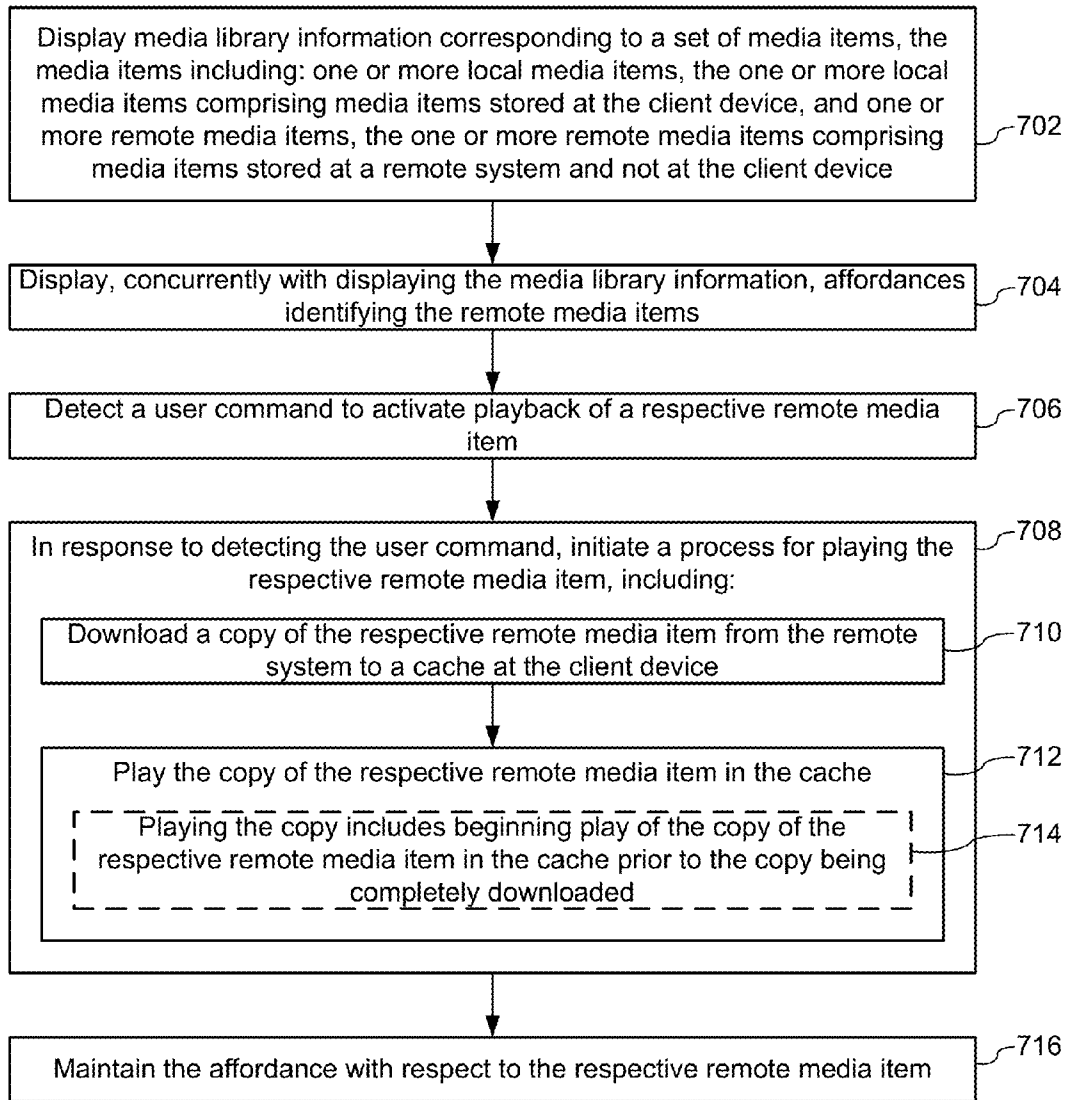 Display media library information corresponding to a set of media items, the
media items including: one or more local media items, the one or more local
media items comprising media items stored at the client device, and one or
more remote media items, the one or more remote media items comprising
media items stored at a remote system and not at the client device
702
Display, concurrently with displaying the media library information, affordances
identifying the remote media items
704
Detect a user command to activate playback of a respective remote media
item
706
In response to detecting the user command, initiate a process for playing the
respective remote media item, including:
708
Download a copy of the respective remote media item from the remote
system to a cache at the client device
710
Play the copy of the respective remote media item in the cache
712
Playing the copy includes beginning play of the copy of the
respective remote media item in the cache prior to the copy being
completely downloaded
714
Maintain the affordance with respect to the respective remote media item
716